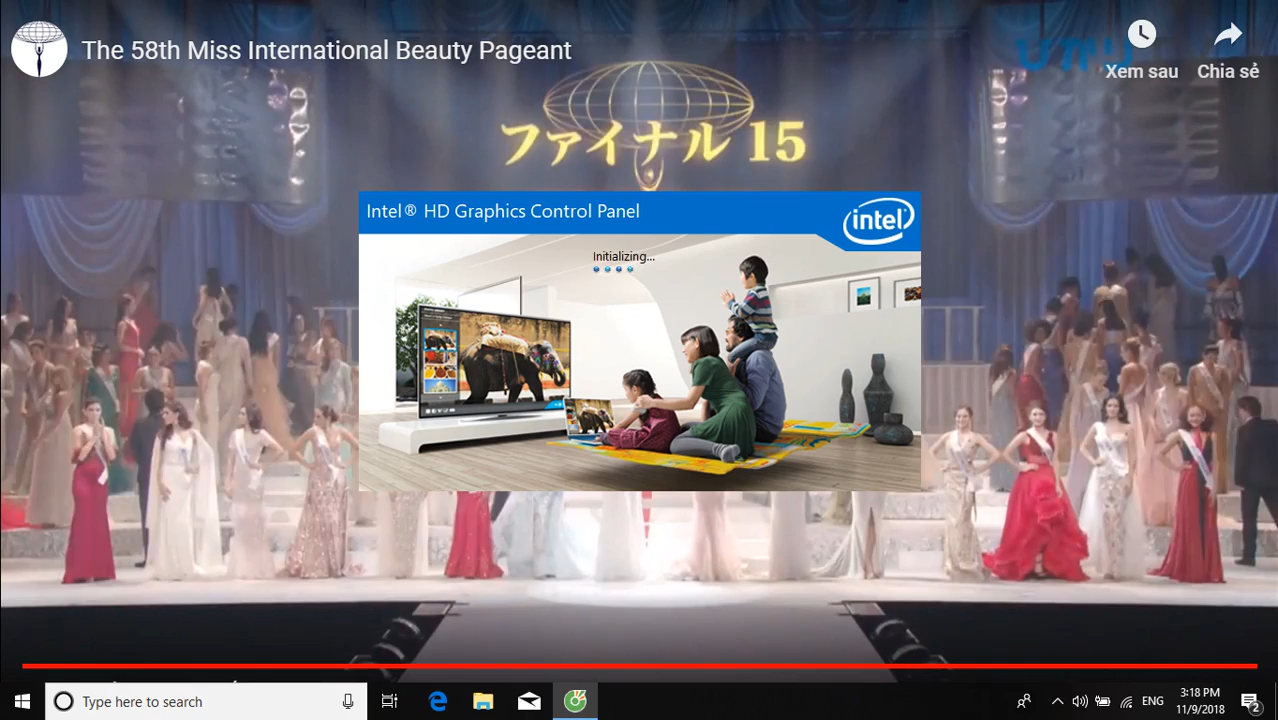 The 58th Miss International Beauty Pageant
Xem sau
Chia sẻ
ファイナル 15
Intel® HD Graphics Control Panel
intel
Initializing...
Type here to search
ENG
3:18 PM
11/9/2018
2